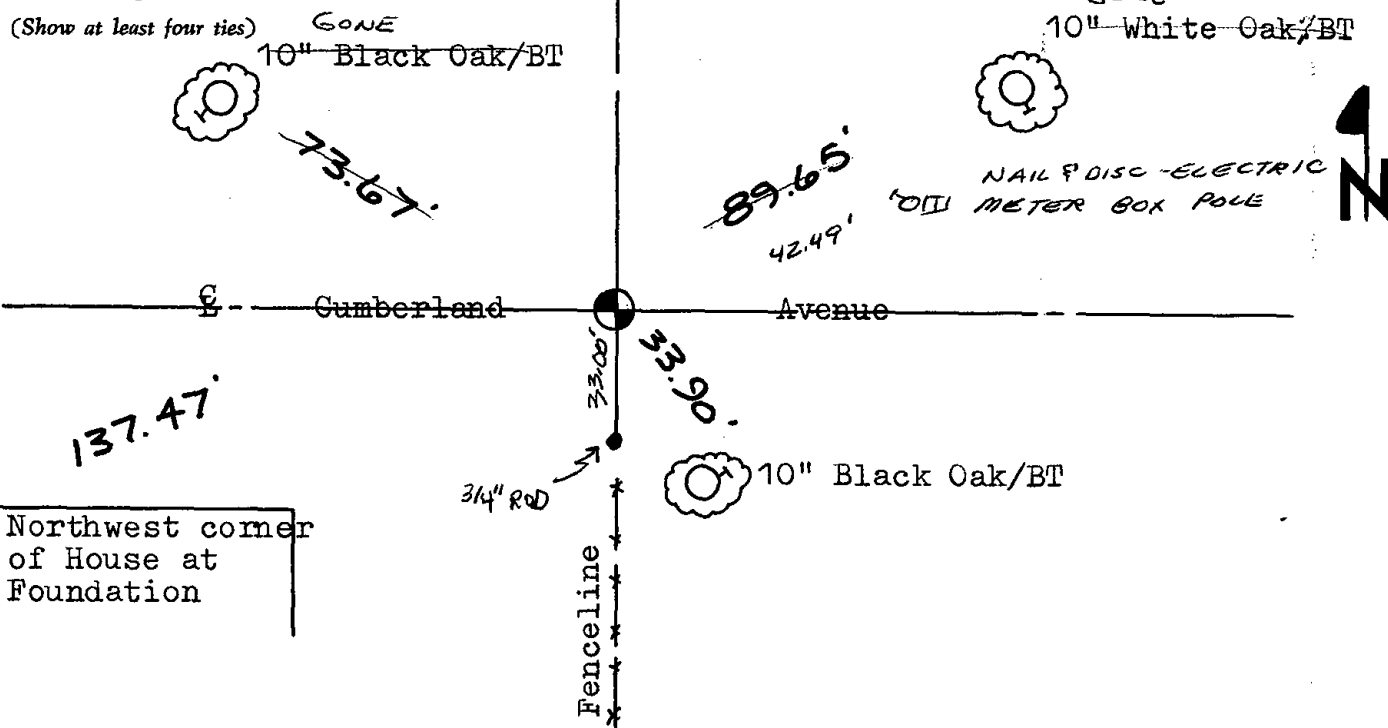 (Show at least four ties)
GONE
10" Black Oak/BT
10" White Oak/BT
73.67'
89.65'
42.49'
NAIL & DISC - ELECTRIC
METER BOX POLE
N
℄ Cumberland Avenue
33.00'
33.90'
137.47'
3/4" ROD
10" Black Oak/BT
Northwest corner
of House at
Foundation
Fenceline